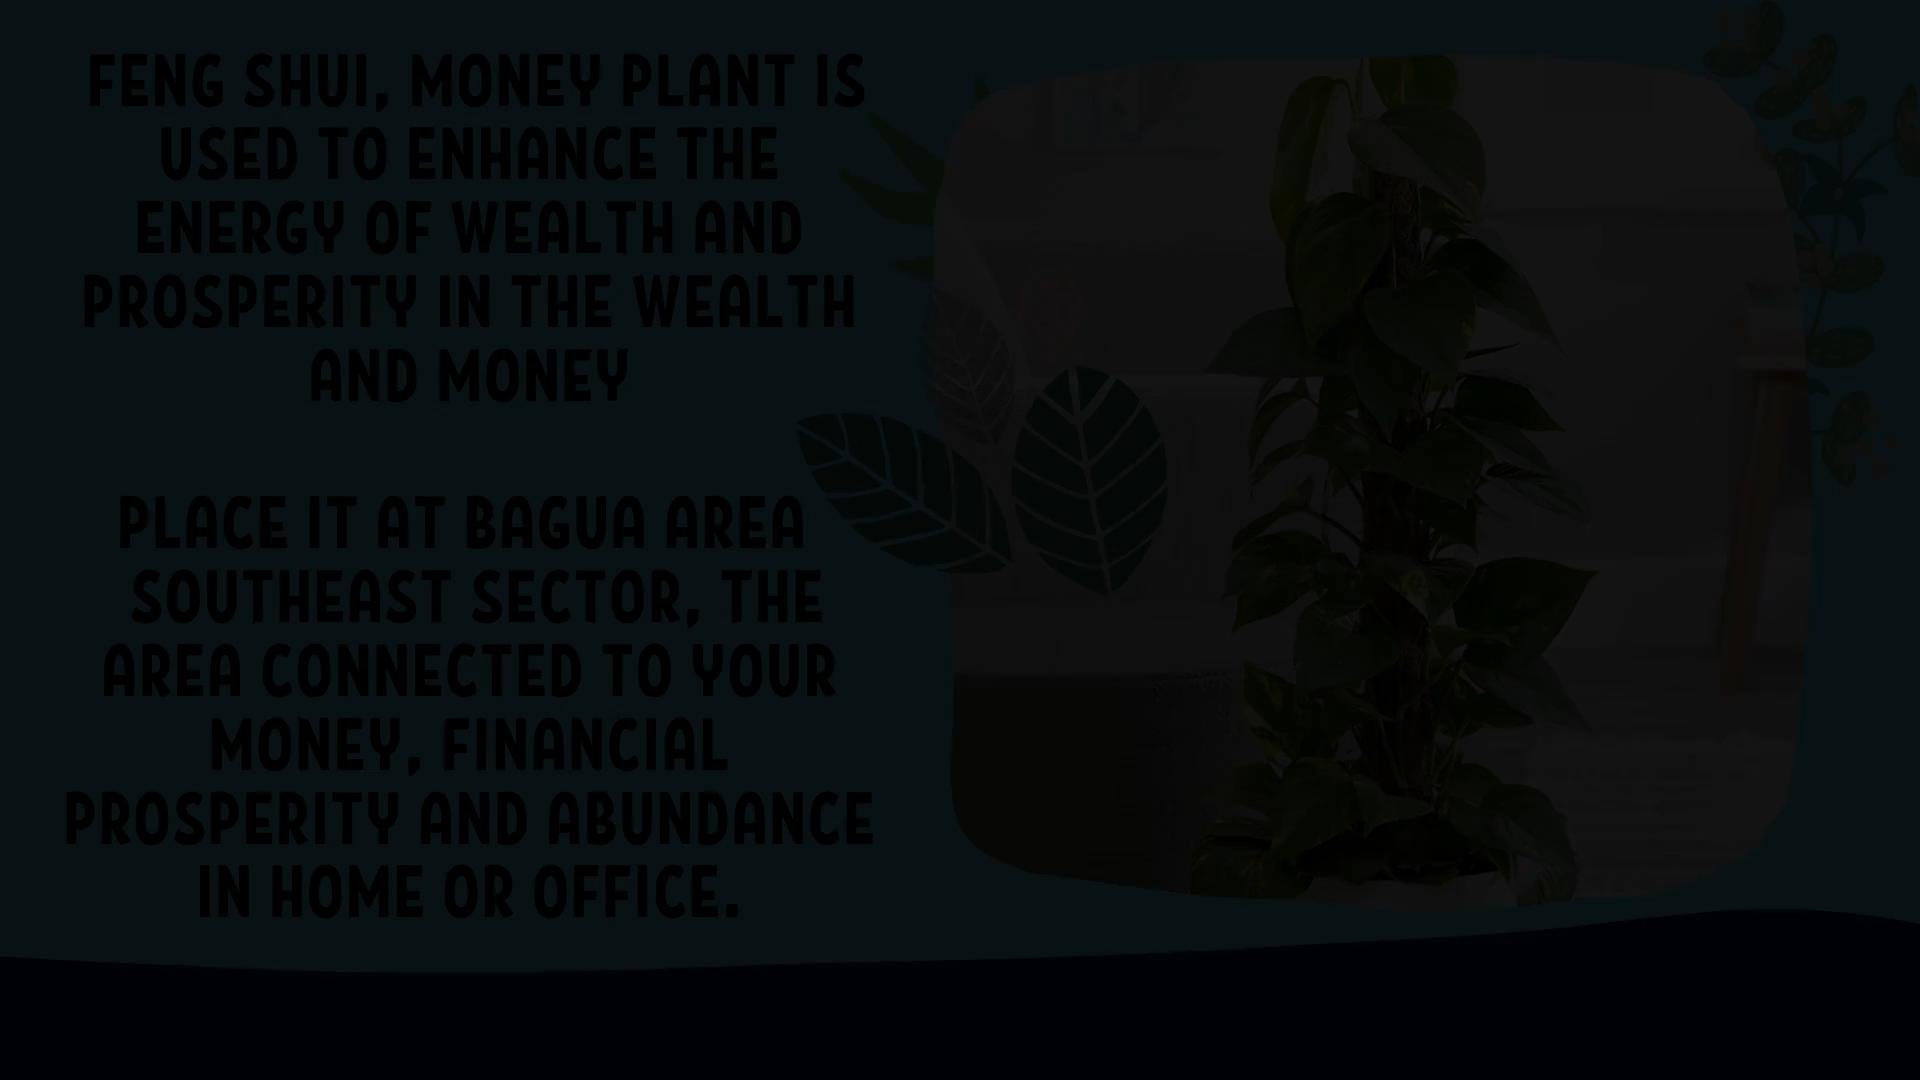 FENG SHUI, MONEY PLANT IS
USED TO ENHANCE THE
ENERGY OF WEALTH AND
PROSPERITY IN THE WEALTH
AND MONEY
PLACE IT AT BAGUA AREA
SOUTHEAST SECTOR, THE
AREA CONNECTED TO YOUR
MONEY, FINANCIAL
PROSPERITY AND ABUNDANCE
IN HOME OR OFFICE.